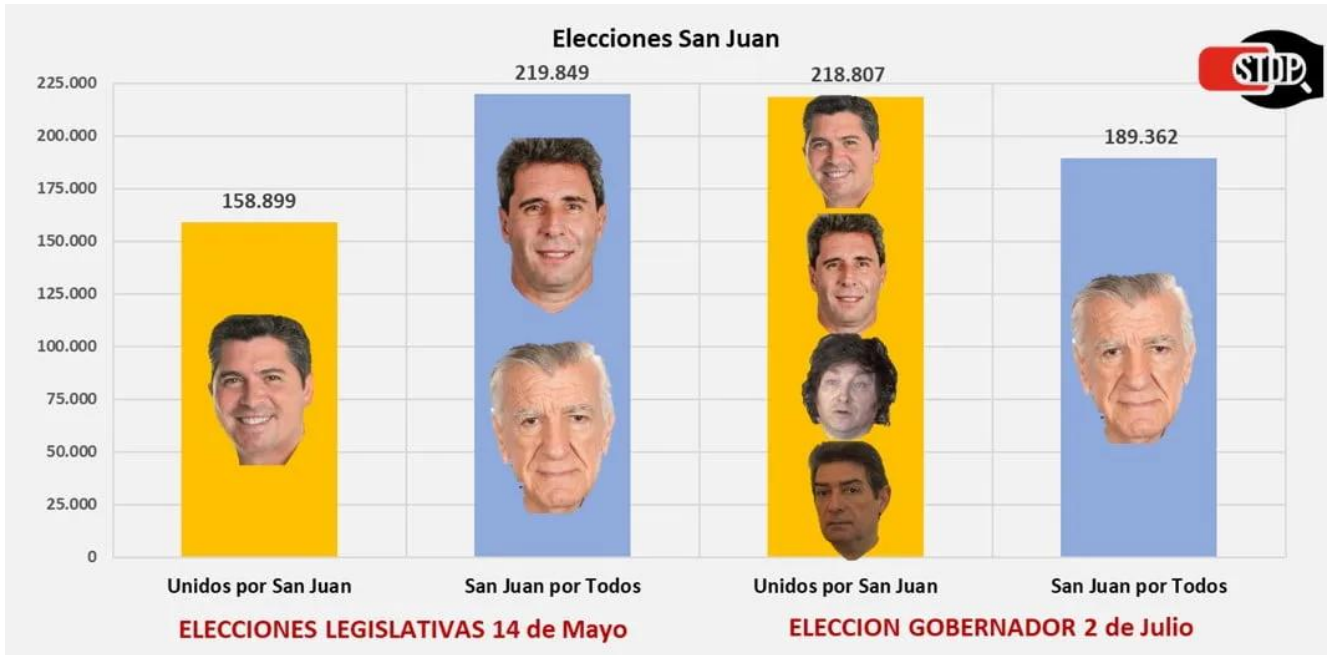 Elecciones San Juan
STOP
225.000
200.000
175.000
150.000
125.000
100.000
75.000
50.000
25.000
0
158.899
219.849
218.807
189.362
Unidos por San Juan
San Juan por Todos
Unidos por San Juan
San Juan por Todos
ELECCIONES LEGISLATIVAS 14 de Mayo
ELECCION GOBERNADOR 2 de Julio